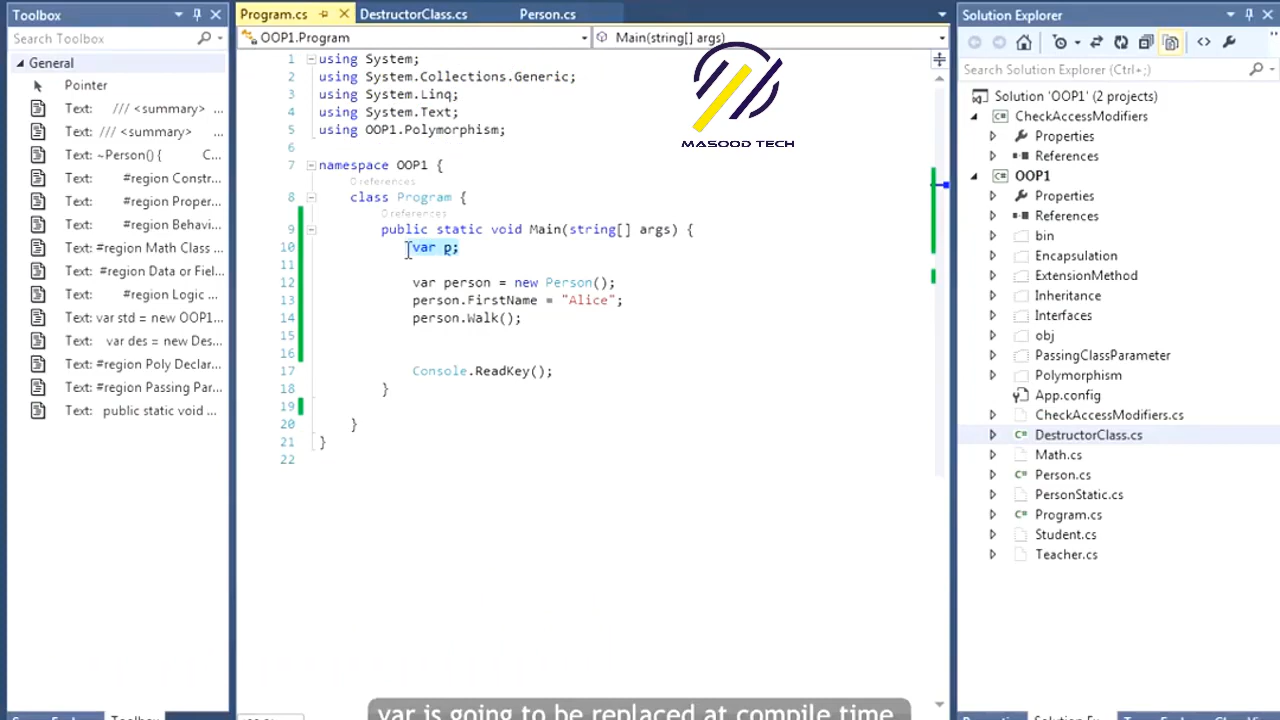 Toolbox
Search Toolbox
General
Pointer
Text: /// <summary> ...
Text: /// <summary> ...
Text: ~Person() { C...
Text: #region Constr...
Text: #region Proper...
Text: #region Behavi...
Text: #region Math Class ...
Text: #region Data or Fiel...
Text: #region Logic ...
Text: var std = new OOP1...
Text: var des = new Des...
Text: #region Poly Declar...
Text: #region Passing Par...
Text: public static void ...
Program.cs
DestructorClass.cs
Person.cs
OOP1.Program
Main(string[] args)
1 using System;
2 using System.Collections.Generic;
3 using System.Linq;
4 using System.Text;
5 using OOP1.Polymorphism;
6
7 namespace OOP1 {
0 references
8 class Program {
0 references
9 public static void Main(string[] args) {
10 var p;
11
12 var person = new Person();
13 person.FirstName = "Alice";
14 person.Walk();
15
16
17 Console.ReadKey();
18 }
19
20 }
21 }
22
MASOOD TECH
var is going to be replaced at compile time
Solution Explorer
Search Solution Explorer (Ctrl+;)
Solution 'OOP1' (2 projects)
CheckAccessModifiers
Properties
References
OOP1
Properties
References
bin
Encapsulation
ExtensionMethod
Inheritance
Interfaces
obj
PassingClassParameter
Polymorphism
App.config
CheckAccessModifiers.cs
DestructorClass.cs
Math.cs
Person.cs
PersonStatic.cs
Program.cs
Student.cs
Teacher.cs